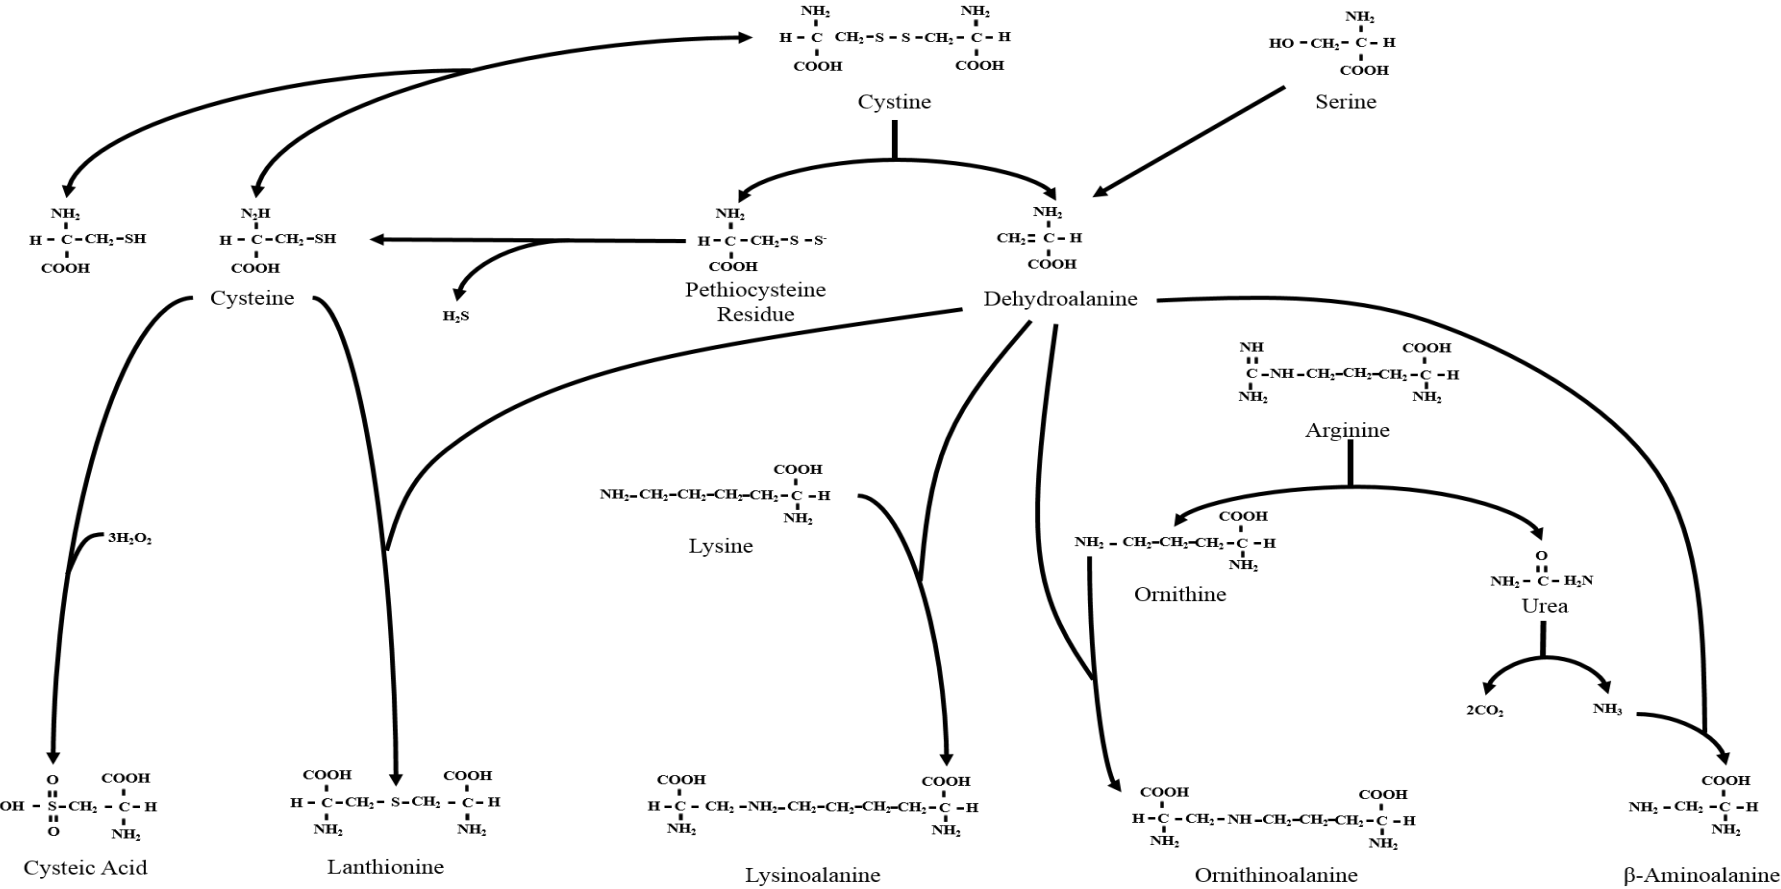 NH₂ NH₂ NH₂
H - C CH₂-S - S-CH₂ - C - H
COOH COOH
Cystine
HO - CH₂- C - H
COOH
Serine
NH₂
H - C-CH₂-SH
COOH
N₂H
H - C-CH₂-SH
COOH
Cysteine
NH₂
H - C - CH₂-S - S⁻
COOH
Pethiocysteine
Residue
H₂S
NH₂
CH₂= C - H
COOH
Dehydroalanine
NH COOH
C -NH-CH₂-CH₂-CH₂-C - H
NH₂ NH₂
Arginine
COOH
NH₂-CH₂-CH₂-CH₂-CH₂-C - H
NH₂
Lysine
COOH
NH₂ - CH₂-CH₂-CH₂-C - H
NH₂
Ornithine
O
NH₂- C - H₂N
Urea
3H₂O₂
2CO₂
NH₃
O COOH
OH -S-CH₂ - C - H
O NH₂
Cysteic Acid
COOH COOH
H - C-CH₂ - S-CH₂ - C - H
NH₂ NH₂
Lanthionine
COOH COOH
H - C - CH₂ -NH₂-CH₂-CH₂-CH₂-CH₂-C - H
NH₂ NH₂
Lysinoalanine
COOH COOH
H - C - CH₂ -NH-CH₂-CH₂-CH₂- C - H
NH₂ NH₂
Ornithinoalanine
COOH
NH₂ - CH₂ - C - H
NH₂
β-Aminoalanine